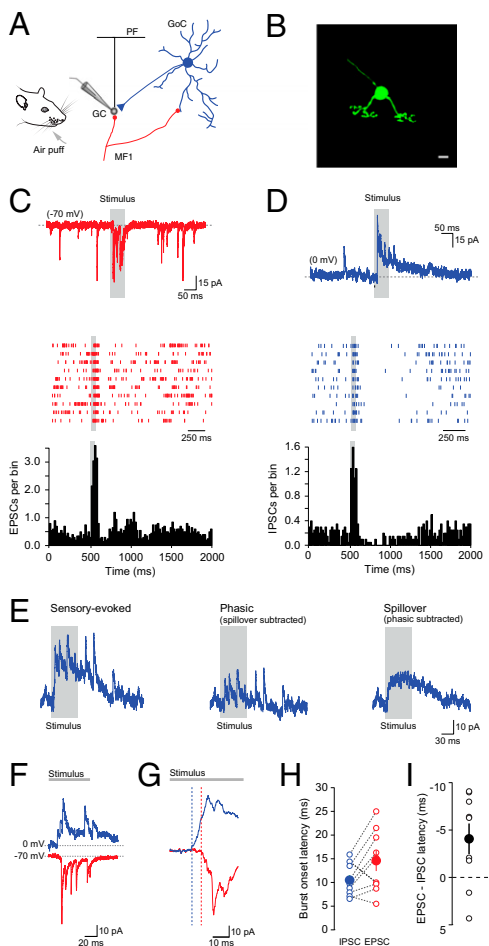 A
PF
GoC
GC
Air puff
MF1
B
C
Stimulus
(-70 mV)
15 pA
50 ms
D
Stimulus
50 ms
15 pA
(0 mV)
250 ms
250 ms
EPSCs per bin
3.0
2.0
1.0
0.0
0
500
1000
1500
2000
Time (ms)
IPSCs per bin
1.6
1.2
0.8
0.4
0
0
500
1000
1500
2000
Time (ms)
E
Sensory-evoked
Phasic
(spillover subtracted)
Spillover
(phasic subtracted)
Stimulus
Stimulus
Stimulus
10 pA
30 ms
F
Stimulus
0 mV
-70 mV
10 pA
20 ms
G
Stimulus
10 pA
10 ms
H
Burst onset latency (ms)
30
25
20
15
10
5
0
IPSC EPSC
I
EPSC - IPSC latency (ms)
-10
-5
0
5